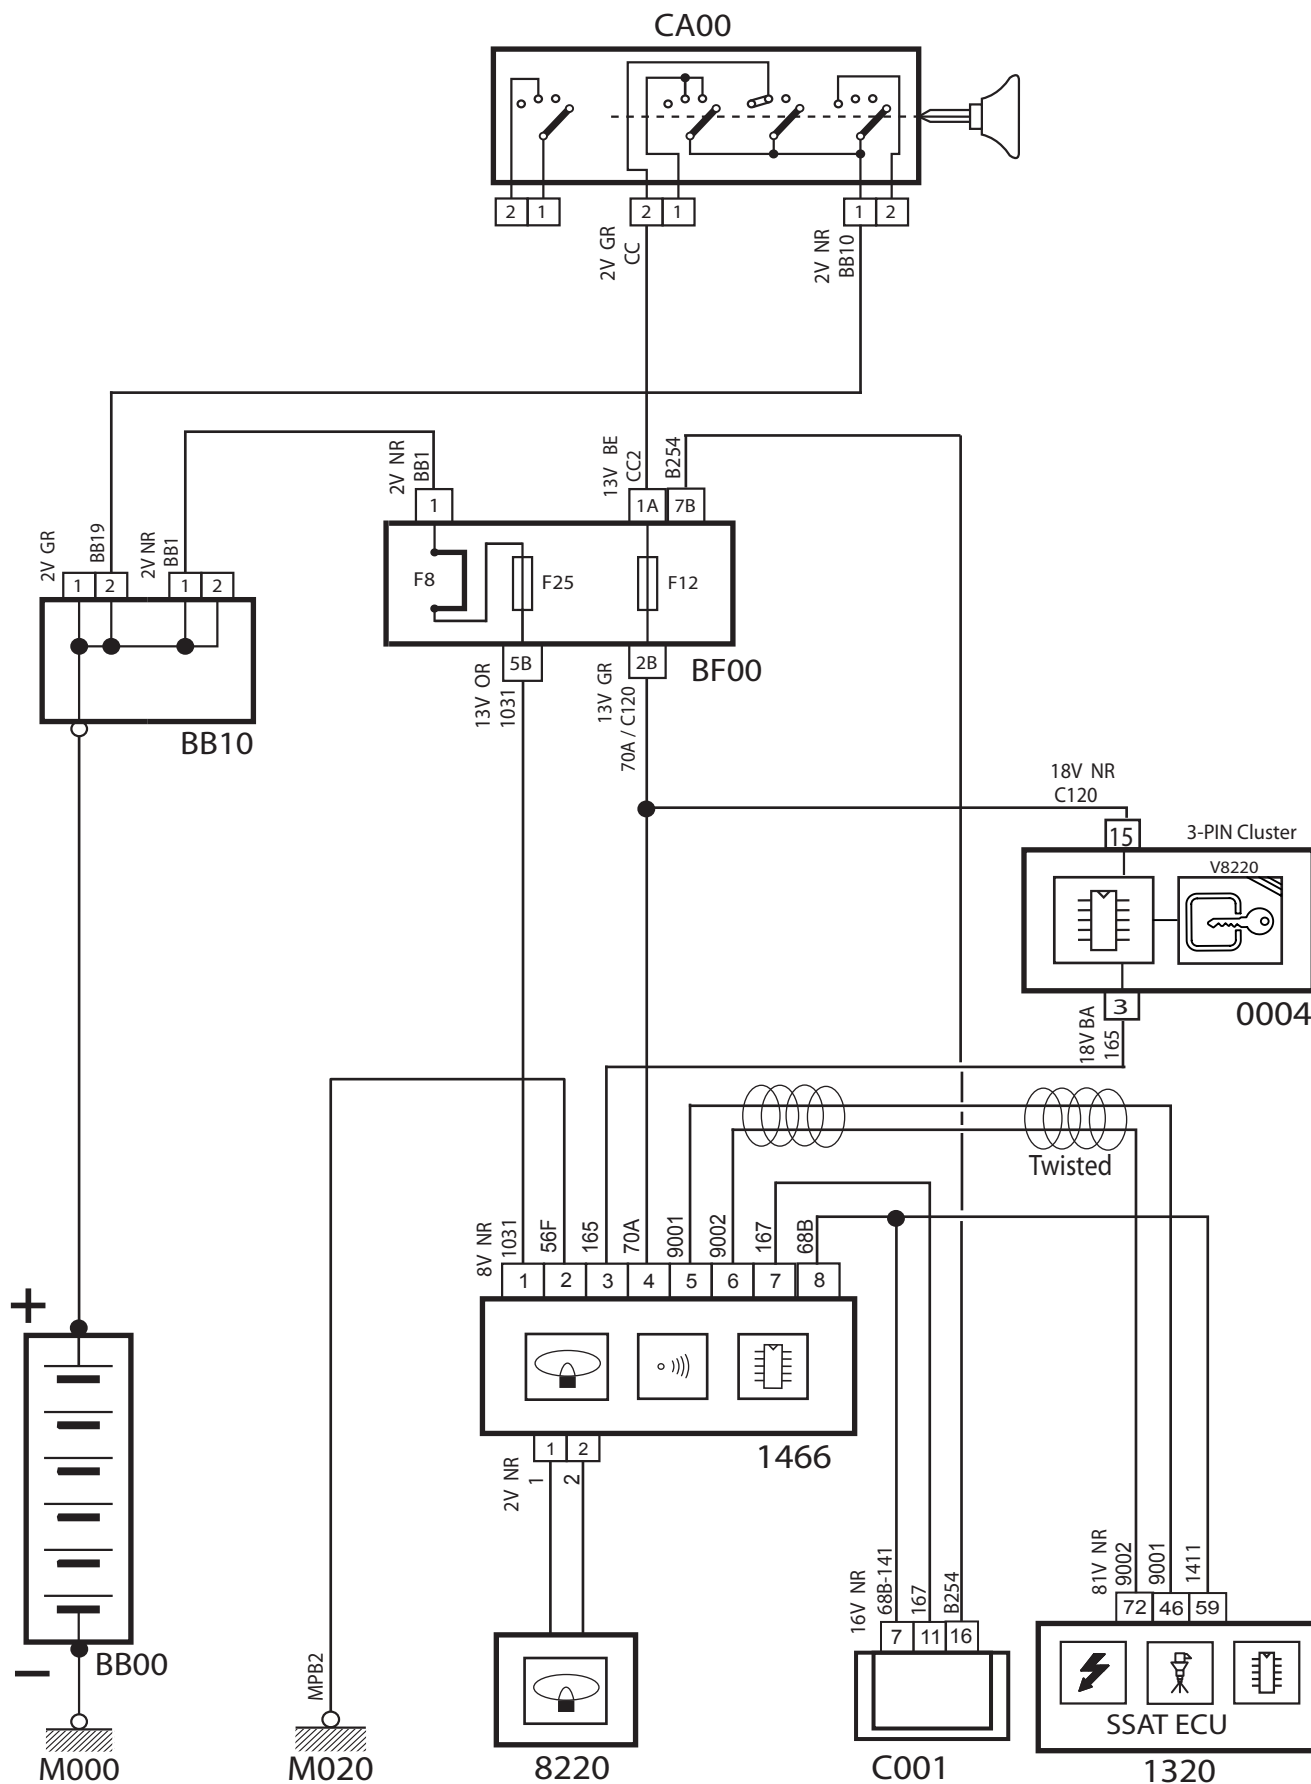 CA00
2 1
2 1
1 2
2V GR
CC
2V NR
BB10
2V NR
BB1
13V BE
CC2
B254
1
1A 7B
2V GR
BB19
2V NR
BB1
1 2
1 2
F8
F25
F12
5B
2B
BF00
BB10
13V OR
1031
13V GR
70A / C120
18V NR
C120
15
3-PIN Cluster
V8220
3
0004
18V BA
165
Twisted
8V NR
1031
56F
165
70A
9001
9002
167
68B
1 2 3 4 5 6 7 8
+
1466
1 2
2V NR
1
2
–
BB00
MPB2
M000
M020
8220
16V NR
68B-141
167
B254
7 11 16
C001
81V NR
9002
9001
1411
72 46 59
SSAT ECU
1320